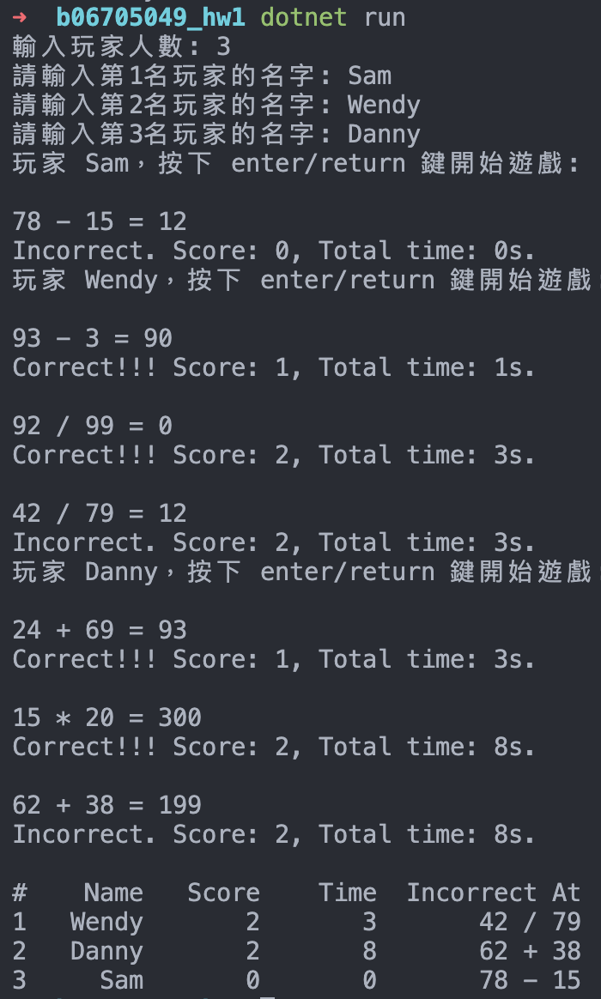 ➜  b06705049_hw1 dotnet run
輸入玩家人數: 3
請輸入第1名玩家的名字: Sam
請輸入第2名玩家的名字: Wendy
請輸入第3名玩家的名字: Danny
玩家 Sam，按下 enter/return 鍵開始遊戲:
78 - 15 = 12
Incorrect. Score: 0, Total time: 0s.
玩家 Wendy，按下 enter/return 鍵開始遊戲:
93 - 3 = 90
Correct!!! Score: 1, Total time: 1s.
92 / 99 = 0
Correct!!! Score: 2, Total time: 3s.
42 / 79 = 12
Incorrect. Score: 2, Total time: 3s.
玩家 Danny，按下 enter/return 鍵開始遊戲:
24 + 69 = 93
Correct!!! Score: 1, Total time: 3s.
15 * 20 = 300
Correct!!! Score: 2, Total time: 8s.
62 + 38 = 199
Incorrect. Score: 2, Total time: 8s.
#    Name   Score    Time  Incorrect At
1   Wendy       2       3       42 / 79
2   Danny       2       8       62 + 38
3     Sam       0       0       78 - 15